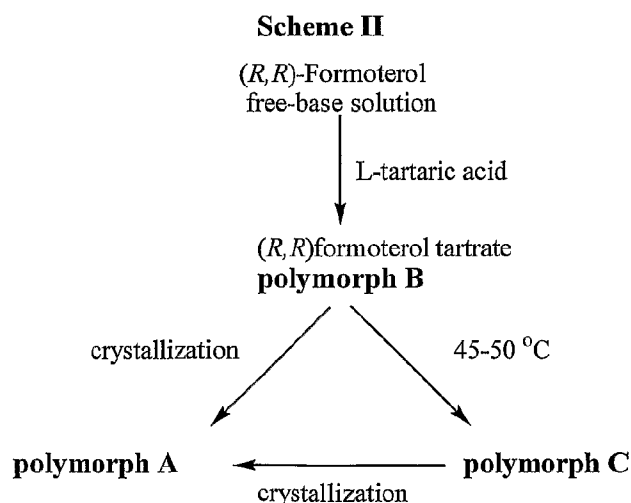 Scheme II
(R,R)-Formoterol
free-base solution
L-tartaric acid
(R,R)formoterol tartrate
polymorph B
crystallization
45-50 °C
polymorph A
polymorph C
crystallization